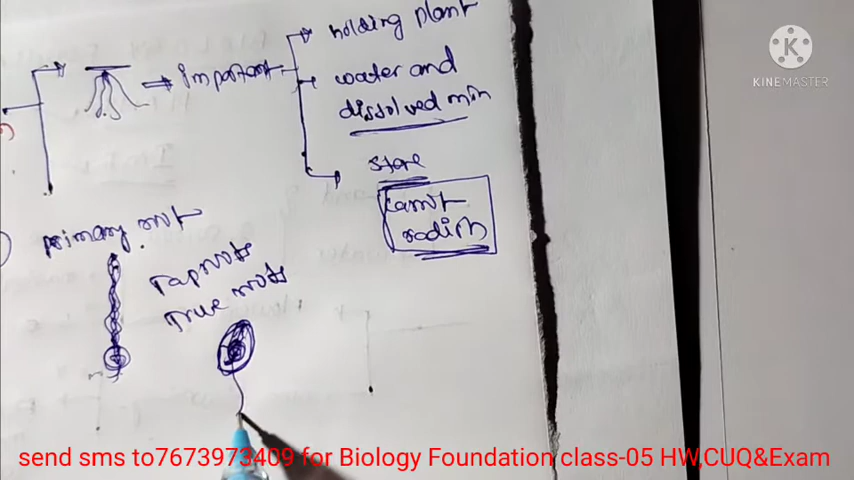 holding plant
important
water and
dissolved min
store
carrot
radish
primary root
Taproots
True roots
K
KINEMASTER
send sms to7673973409 for Biology Foundation class-05 HW,CUQ&Exam